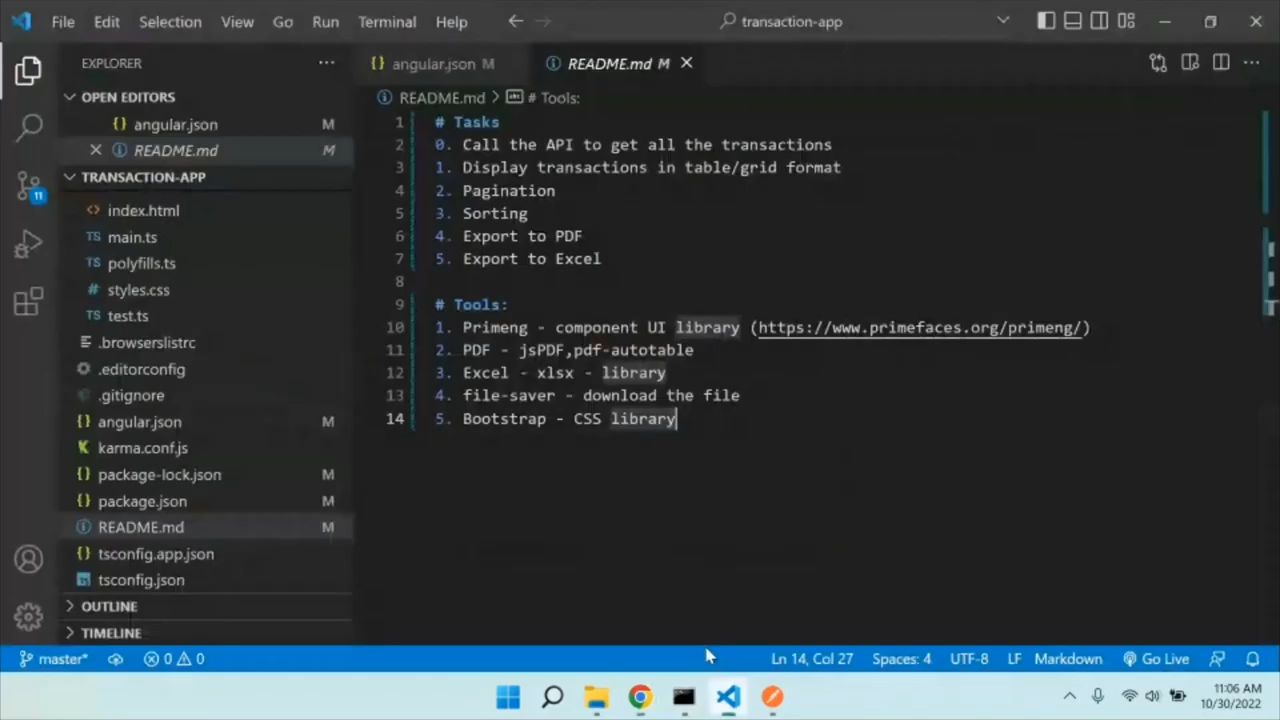 File Edit Selection View Go Run Terminal Help transaction-app
EXPLORER
OPEN EDITORS
angular.json M
README.md M
TRANSACTION-APP
index.html
main.ts
polyfills.ts
styles.css
test.ts
.browserslistrc
.editorconfig
.gitignore
angular.json M
karma.conf.js
package-lock.json M
package.json M
README.md M
tsconfig.app.json
tsconfig.json
OUTLINE
TIMELINE
angular.json M README.md M
README.md > # Tools:
1 # Tasks
2 0. Call the API to get all the transactions
3 1. Display transactions in table/grid format
4 2. Pagination
5 3. Sorting
6 4. Export to PDF
7 5. Export to Excel
8
9 # Tools:
10 1. Primeng - component UI library (https://www.primefaces.org/primeng/)
11 2. PDF - jsPDF,pdf-autotable
12 3. Excel - xlsx - library
13 4. file-saver - download the file
14 5. Bootstrap - CSS library
11
master* 0 0 Ln 14, Col 27 Spaces: 4 UTF-8 LF Markdown Go Live
11:06 AM
10/30/2022